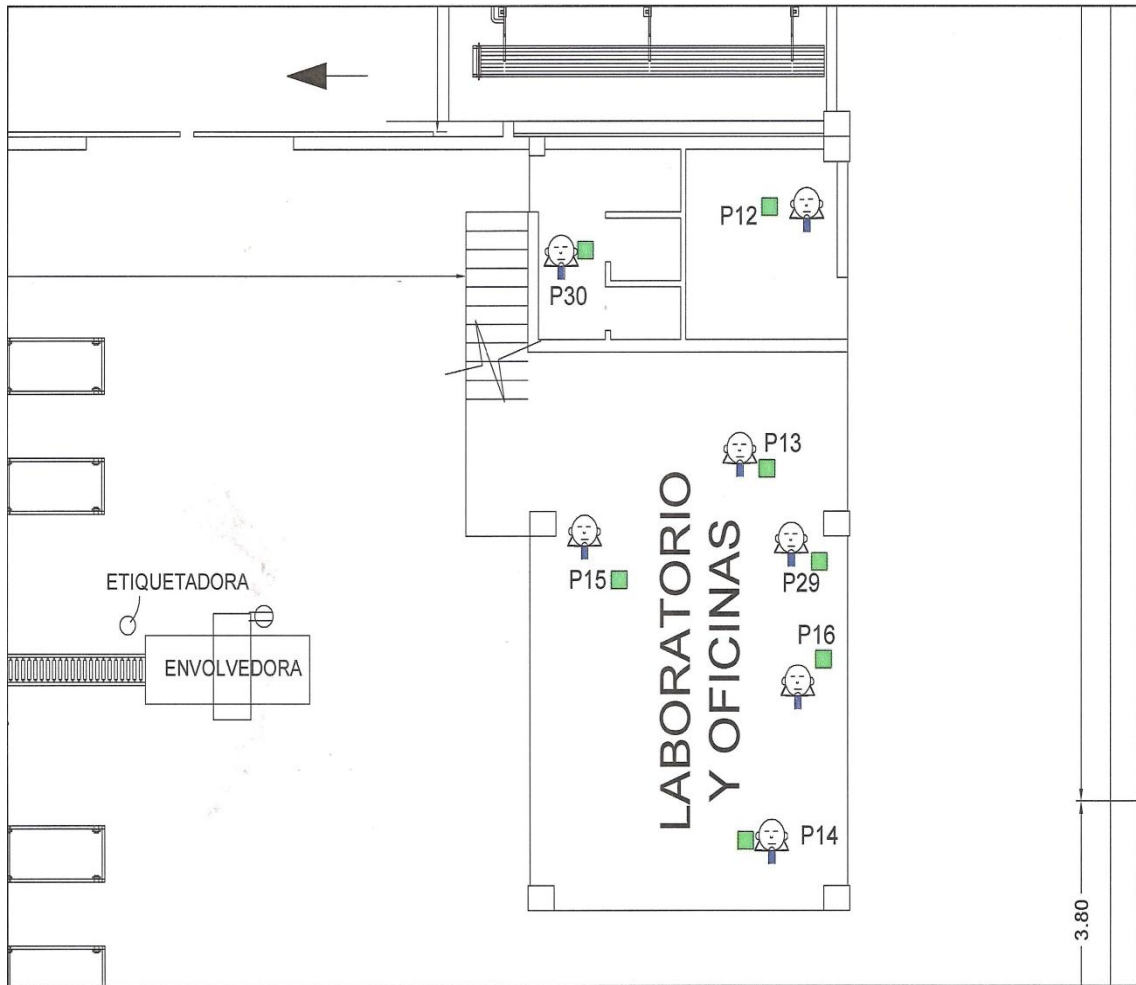 P12
P30
P13
P15
P29
ETIQUETADORA
ENVOLVEDORA
P16
LABORATORIO
Y OFICINAS
P14
3.80